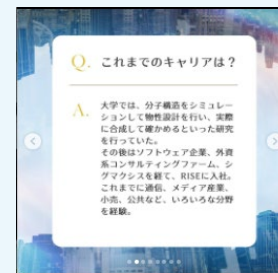 Q. これまでのキャリアは？
A. 大学では、分子構造をシミュレー
ションして物性設計を行い、実際
に合成して確かめるといった研究
を行っていた。
その後はソフトウェア企業、外資
系コンサルティングファーム、シ
グマクシスを経て、RISEに入社。
これまでに通信、メディア産業、
小売、公共など、いろいろな分野
を経験。